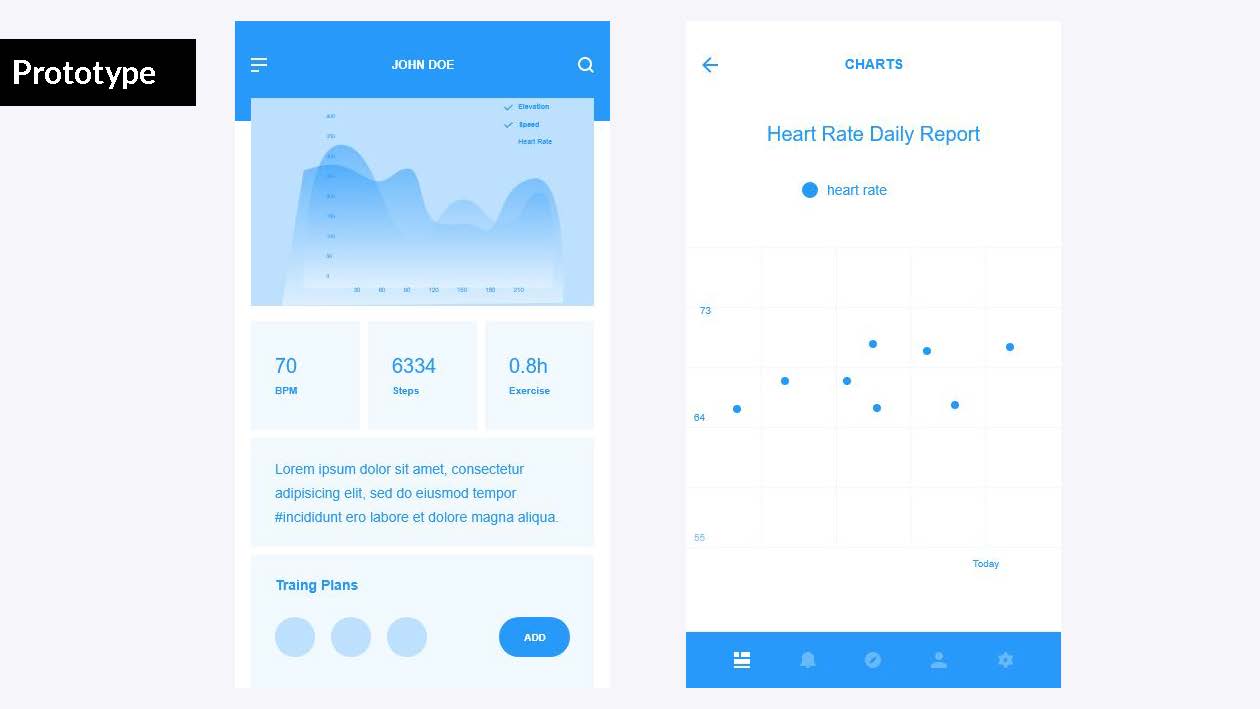 Prototype
JOHN DOE
Elevation
Speed
Heart Rate
400
350
300
200
150
100
50
0
30 60 90 120 150 180 210
70
BPM
6334
Steps
0.8h
Exercise
Lorem ipsum dolor sit amet, consectetur
adipisicing elit, sed do eiusmod tempor
#incididunt ero labore et dolore magna aliqua.
Traing Plans
ADD
CHARTS
Heart Rate Daily Report
heart rate
73
64
55
Today